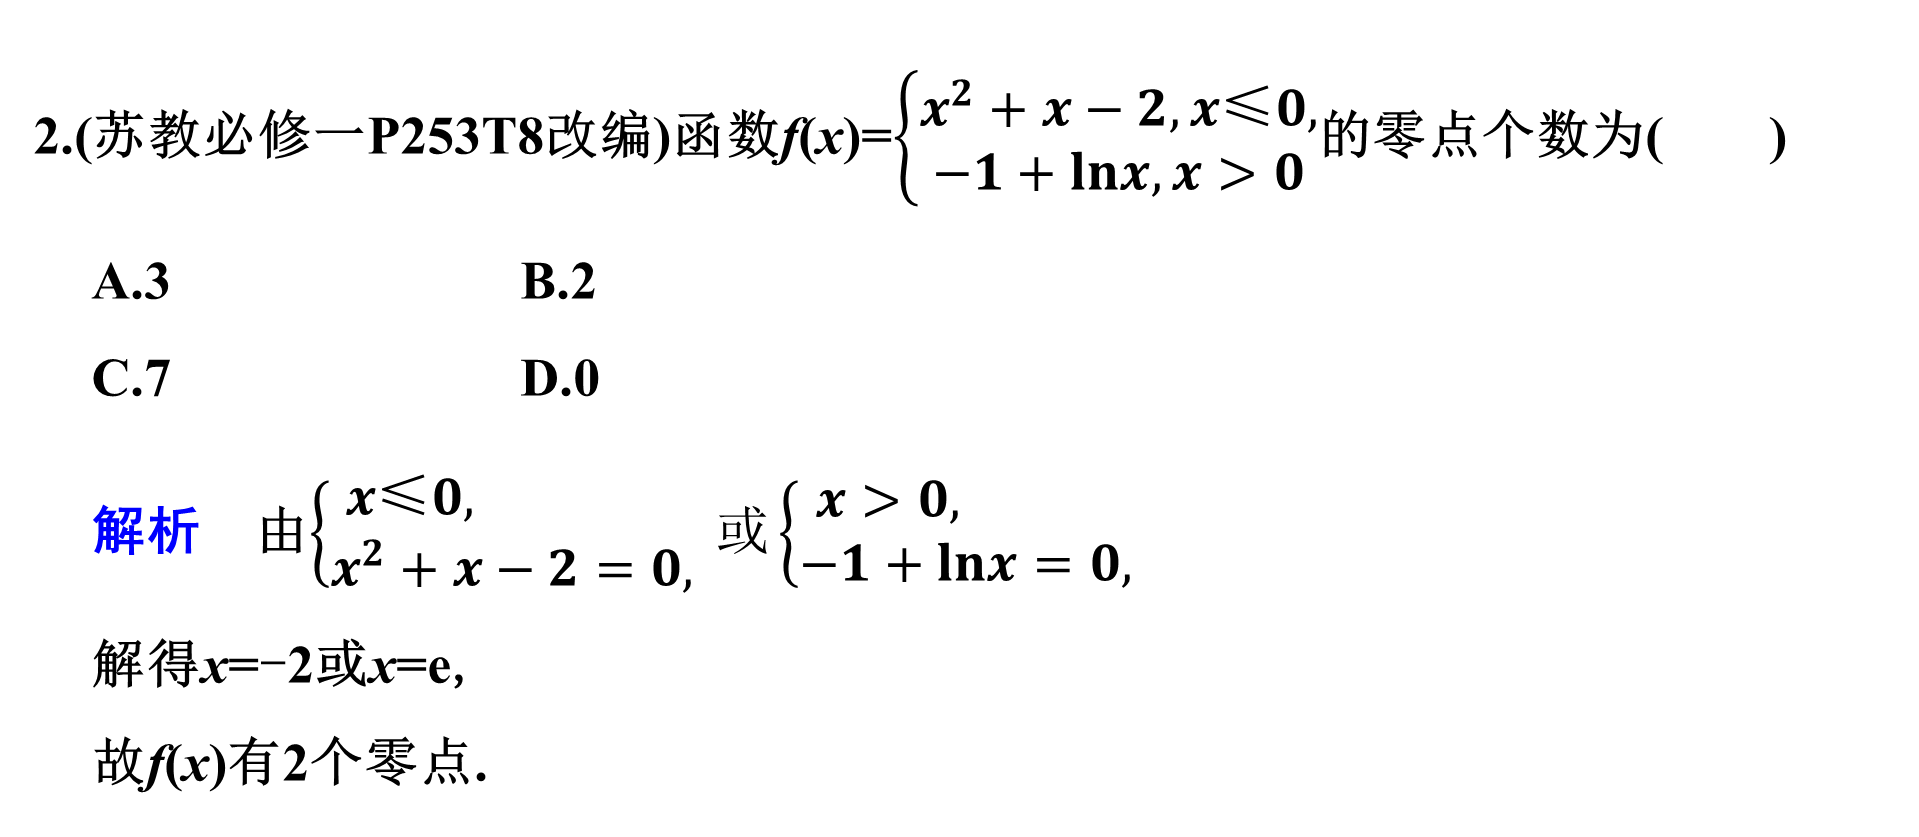 2.(苏教必修一P253T8改编)函数f(x)={x²+x−2,x≤0, −1+lnx,x>0的零点个数为(　　)
A.3　B.2
C.7　D.0
解析　由{x≤0, x²+x−2=0, 或{x>0, −1+lnx=0,
解得x=−2或x=e,
故f(x)有2个零点.